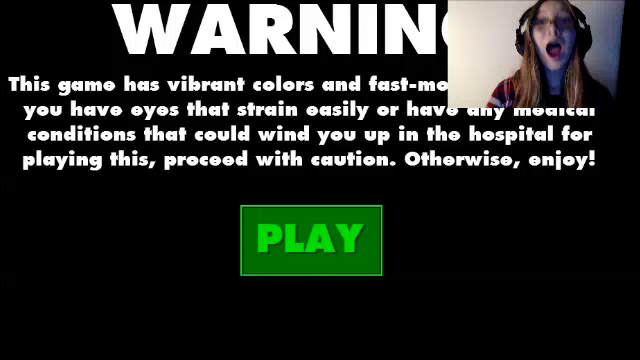 WARNIN
This game has vibrant colors and fast-mo
you have eyes that strain easily or have any medical
conditions that could wind you up in the hospital for
playing this, proceed with caution. Otherwise, enjoy!
PLAY